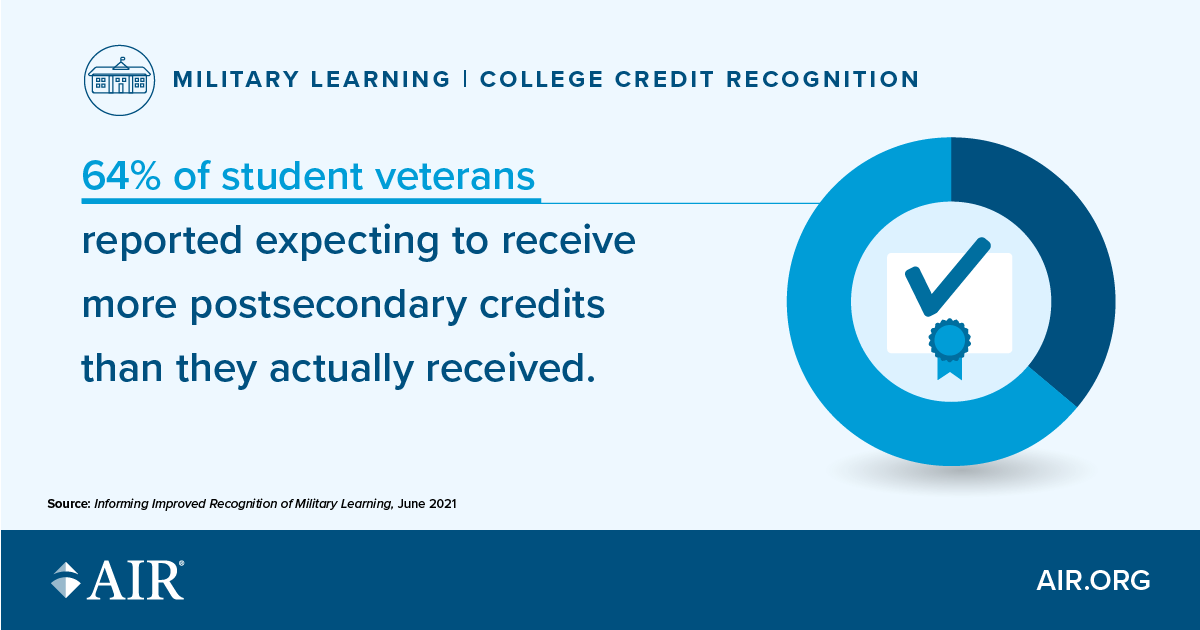 MILITARY LEARNING | COLLEGE CREDIT RECOGNITION
64% of student veterans
reported expecting to receive
more postsecondary credits
than they actually received.
Source: Informing Improved Recognition of Military Learning, June 2021
AIR®
AIR.ORG